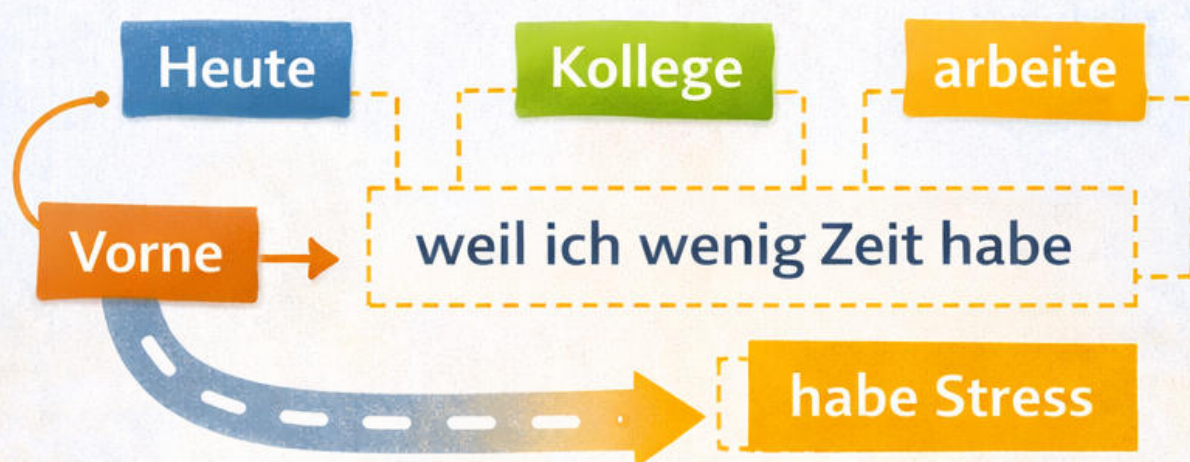 Heute Kollege arbeite
Vorne weil ich wenig Zeit habe
habe Stress